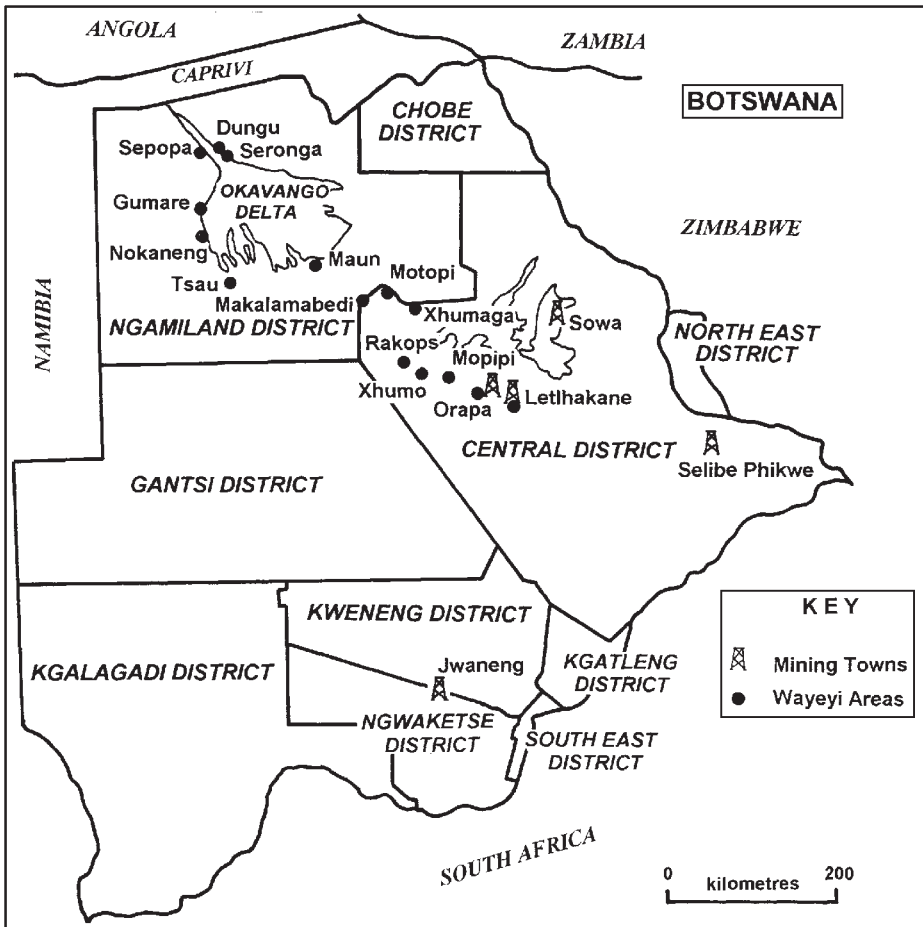 ANGOLA
ZAMBIA
CAPRIVI
BOTSWANA
CHOBE
DISTRICT
Dungu
Sepopa
Seronga
OKAVANGO
DELTA
Gumare
ZIMBABWE
Nokaneng
Maun
Motopi
Tsau
Makalamabedi
NAMIBIA
NGAMILAND DISTRICT
Xhumaga
Sowa
NORTH EAST
DISTRICT
Rakops
Mopipi
Xhumo
Orapa
Letlhakane
CENTRAL DISTRICT
Selibe Phikwe
GANTSI DISTRICT
KWENENG DISTRICT
KEY
KGALAGADI DISTRICT
Jwaneng
KGATLENG
DISTRICT
Mining Towns
Wayeyi Areas
NGWAKETSE
DISTRICT
SOUTH EAST
DISTRICT
SOUTH AFRICA
0 200
kilometres